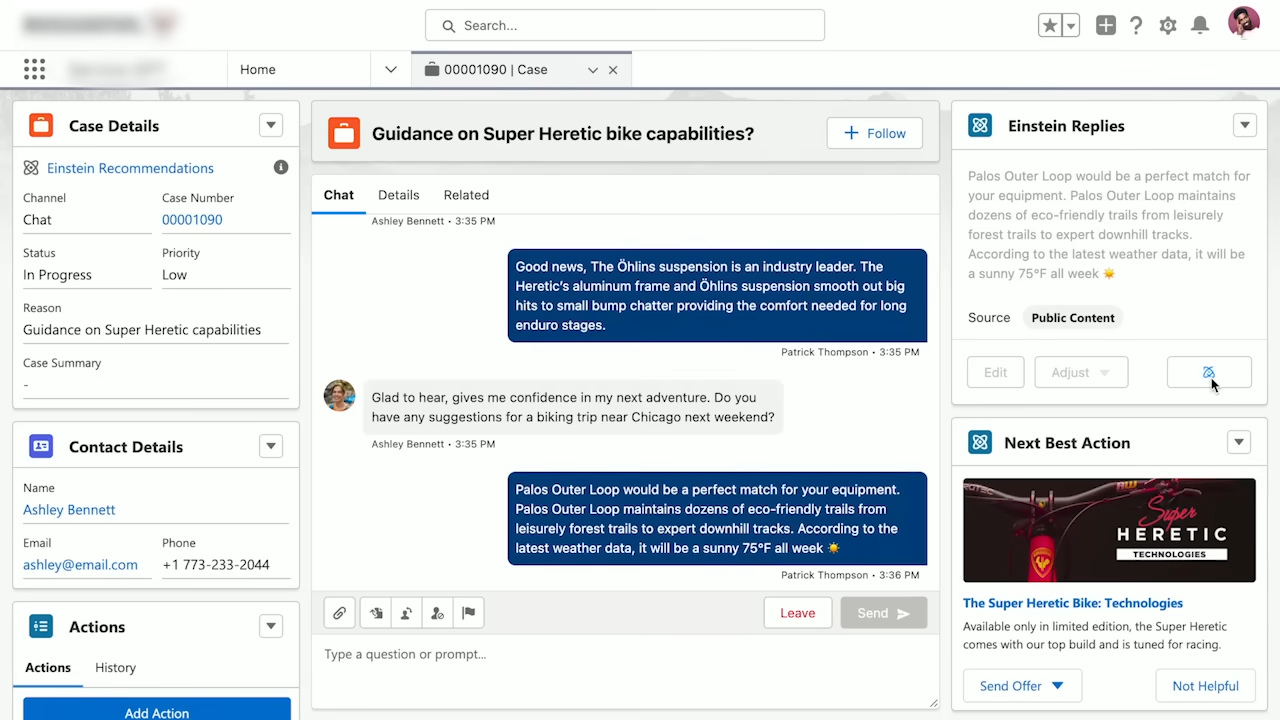 Search...
Home
00001090 | Case
Case Details
Einstein Recommendations
Channel
Case Number
Chat
00001090
Status
Priority
In Progress
Low
Reason
Guidance on Super Heretic capabilities
Case Summary
-
Contact Details
Name
Ashley Bennett
Email
Phone
ashley@email.com
+1 773-233-2044
Actions
Actions
History
Add Action
Guidance on Super Heretic bike capabilities?
Follow
Chat
Details
Related
Ashley Bennett • 3:35 PM
Good news, The Öhlins suspension is an industry leader. The
Heretic's aluminum frame and Öhlins suspension smooth out big
hits to small bump chatter providing the comfort needed for long
enduro stages.
Patrick Thompson • 3:35 PM
Glad to hear, gives me confidence in my next adventure. Do you
have any suggestions for a biking trip near Chicago next weekend?
Ashley Bennett • 3:35 PM
Palos Outer Loop would be a perfect match for your equipment.
Palos Outer Loop maintains dozens of eco-friendly trails from
leisurely forest trails to expert downhill tracks. According to the
latest weather data, it will be a sunny 75°F all week ☀️
Patrick Thompson • 3:36 PM
Leave
Send
Type a question or prompt...
Einstein Replies
Palos Outer Loop would be a perfect match for
your equipment. Palos Outer Loop maintains
dozens of eco-friendly trails from leisurely
forest trails to expert downhill tracks.
According to the latest weather data, it will be
a sunny 75°F all week ☀️
Source
Public Content
Edit
Adjust
Next Best Action
Super
HERETIC
TECHNOLOGIES
The Super Heretic Bike: Technologies
Available only in limited edition, the Super Heretic
comes with our top build and is tuned for racing.
Send Offer
Not Helpful